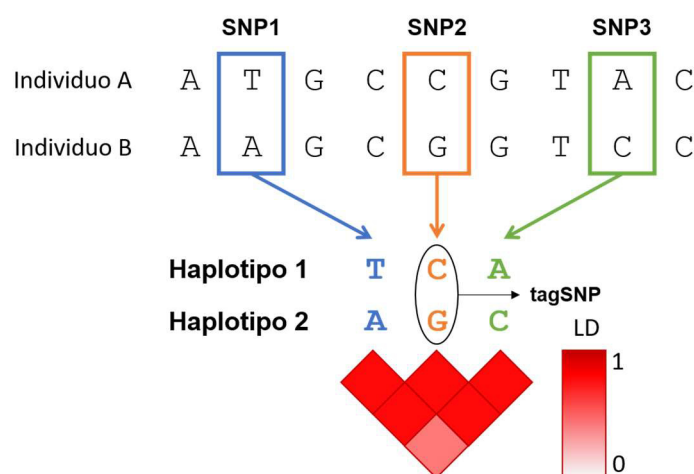 SNP1 SNP2 SNP3
Individuo A A T G C C G T A C
Individuo B A A G C G G T C C
Haplotipo 1 T C A
tagSNP
Haplotipo 2 A G C
LD
1
0